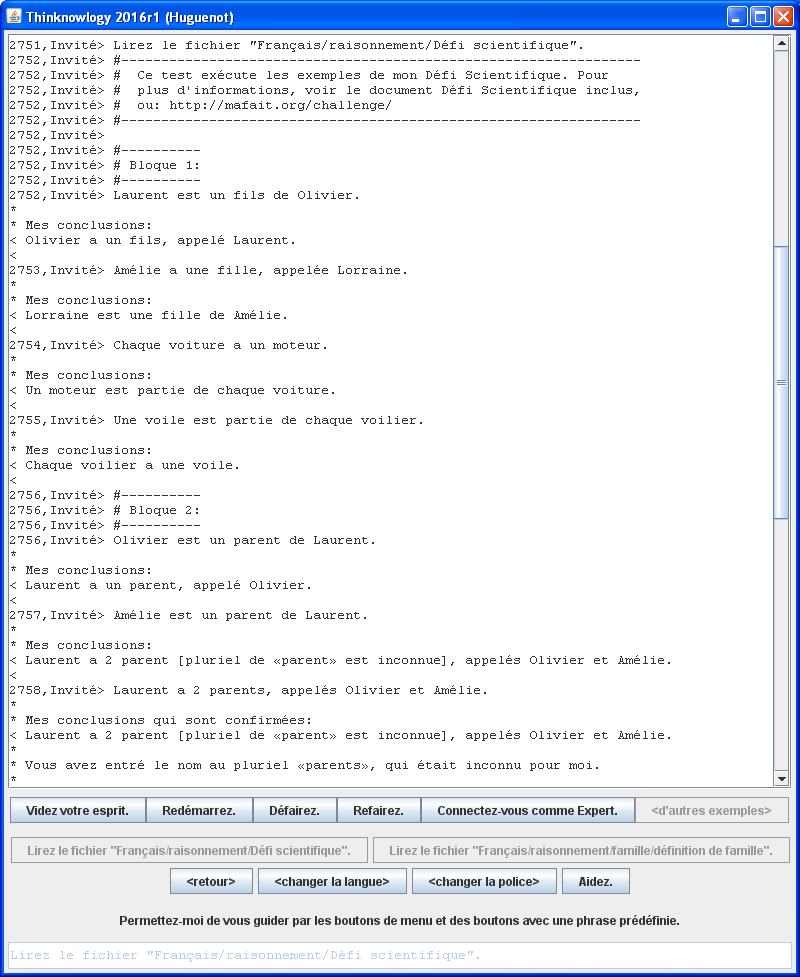 Thinknowlogy 2016r1 (Huguenot)
2751,Invité> Lirez le fichier "Français/raisonnement/Défi scientifique".
2752,Invité> #-----------------------------------------------------------------
2752,Invité> #  Ce test exécute les exemples de mon Défi Scientifique. Pour
2752,Invité> #  plus d'informations, voir le document Défi Scientifique inclus,
2752,Invité> #  ou: http://mafait.org/challenge/
2752,Invité> #-----------------------------------------------------------------
2752,Invité>
2752,Invité> #----------
2752,Invité> # Bloque 1:
2752,Invité> #----------
2752,Invité> Laurent est un fils de Olivier.
*
* Mes conclusions:
< Olivier a un fils, appelé Laurent.
<
2753,Invité> Amélie a une fille, appelée Lorraine.
*
* Mes conclusions:
< Lorraine est une fille de Amélie.
<
2754,Invité> Chaque voiture a un moteur.
*
* Mes conclusions:
< Un moteur est partie de chaque voiture.
<
2755,Invité> Une voile est partie de chaque voilier.
*
* Mes conclusions:
< Chaque voilier a une voile.
<
2756,Invité> #----------
2756,Invité> # Bloque 2:
2756,Invité> #----------
2756,Invité> Olivier est un parent de Laurent.
*
* Mes conclusions:
< Laurent a un parent, appelé Olivier.
<
2757,Invité> Amélie est un parent de Laurent.
*
* Mes conclusions:
< Laurent a 2 parent [pluriel de «parent» est inconnue], appelés Olivier et Amélie.
<
2758,Invité> Laurent a 2 parents, appelés Olivier et Amélie.
*
* Mes conclusions qui sont confirmées:
< Laurent a 2 parent [pluriel de «parent» est inconnue], appelés Olivier et Amélie.
*
* Vous avez entré le nom au pluriel «parents», qui était inconnu pour moi.
*
Videz votre esprit. Redémarrez. Défairez. Refairez. Connectez-vous comme Expert. <d'autres exemples>
Lirez le fichier "Français/raisonnement/Défi scientifique". Lirez le fichier "Français/raisonnement/famille/définition de famille".
<retour> <changer la langue> <changer la police> Aidez.
Permettez-moi de vous guider par les boutons de menu et des boutons avec une phrase prédéfinie.
Lirez le fichier "Français/raisonnement/Défi scientifique".